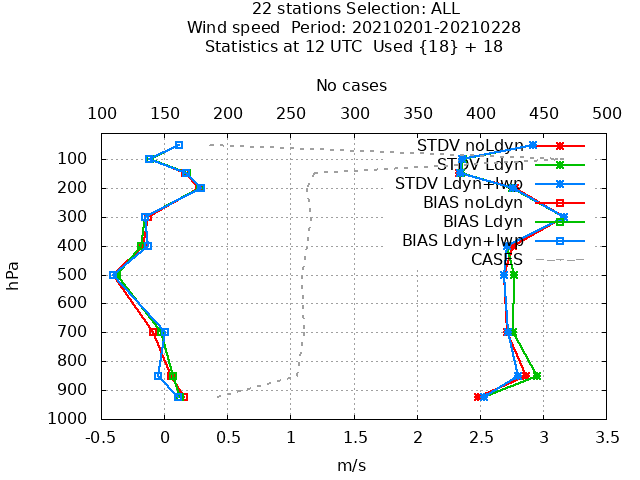 22 stations Selection: ALL
Wind speed  Period: 20210201-20210228
Statistics at 12 UTC  Used {18} + 18
No cases
100 150 200 250 300 350 400 450 500
STDV noLdyn
STDV Ldyn
STDV Ldyn+lwp
BIAS noLdyn
BIAS Ldyn
BIAS Ldyn+lwp
CASES
hPa
100
200
300
400
500
600
700
800
900
1000
-0.5 0 0.5 1 1.5 2 2.5 3 3.5
m/s